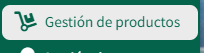 Gestión de productos